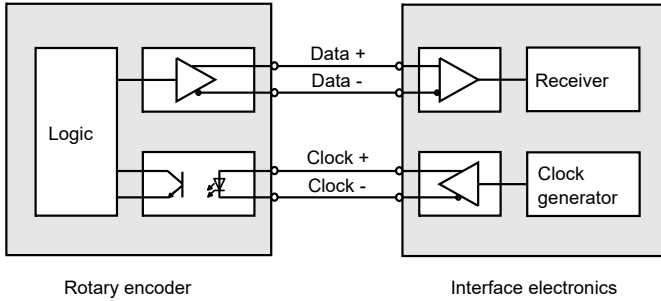 Data +
Data -
Receiver
Logic
Clock +
Clock -
Clock
generator
Rotary encoder
Interface electronics